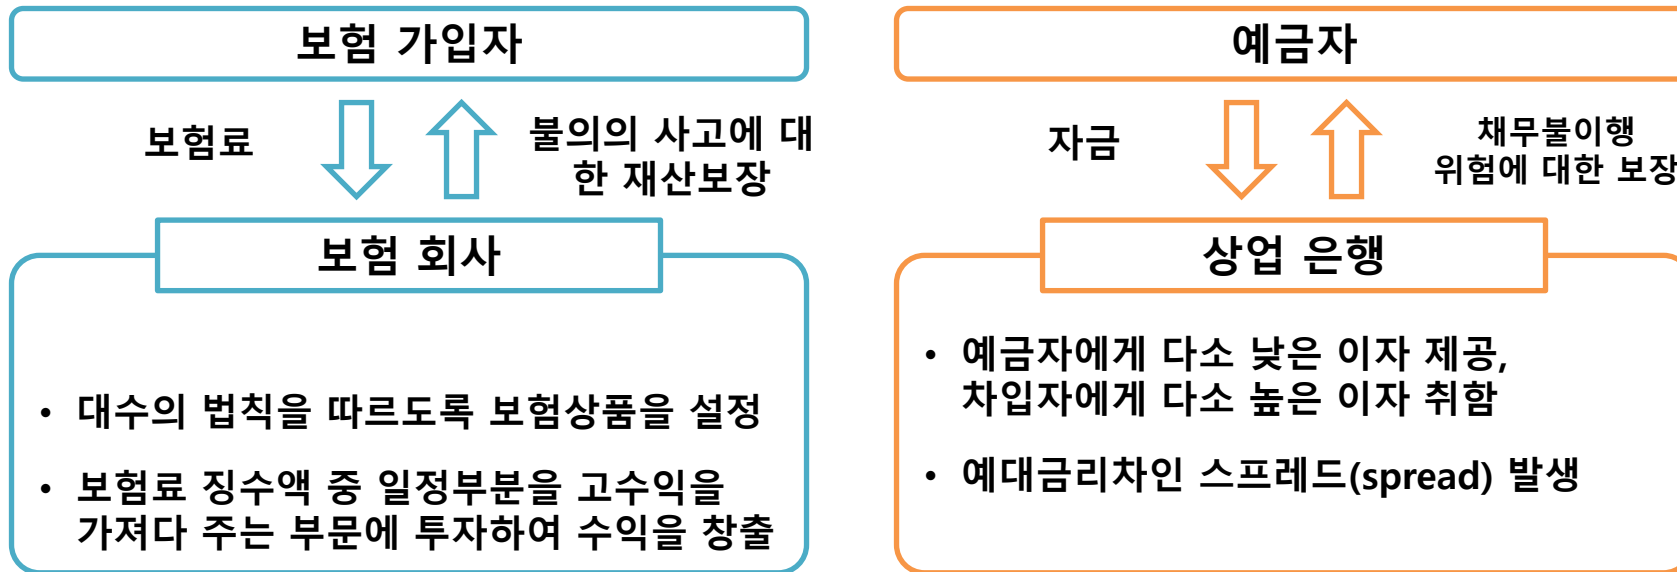 보험 가입자
보험료
불의의 사고에 대
한 재산보장
보험 회사
• 대수의 법칙을 따르도록 보험상품을 설정
• 보험료 징수액 중 일정부분을 고수익을
가져다 주는 부문에 투자하여 수익을 창출
예금자
자금
채무불이행
위험에 대한 보장
상업 은행
• 예금자에게 다소 낮은 이자 제공,
차입자에게 다소 높은 이자 취함
• 예대금리차인 스프레드(spread) 발생